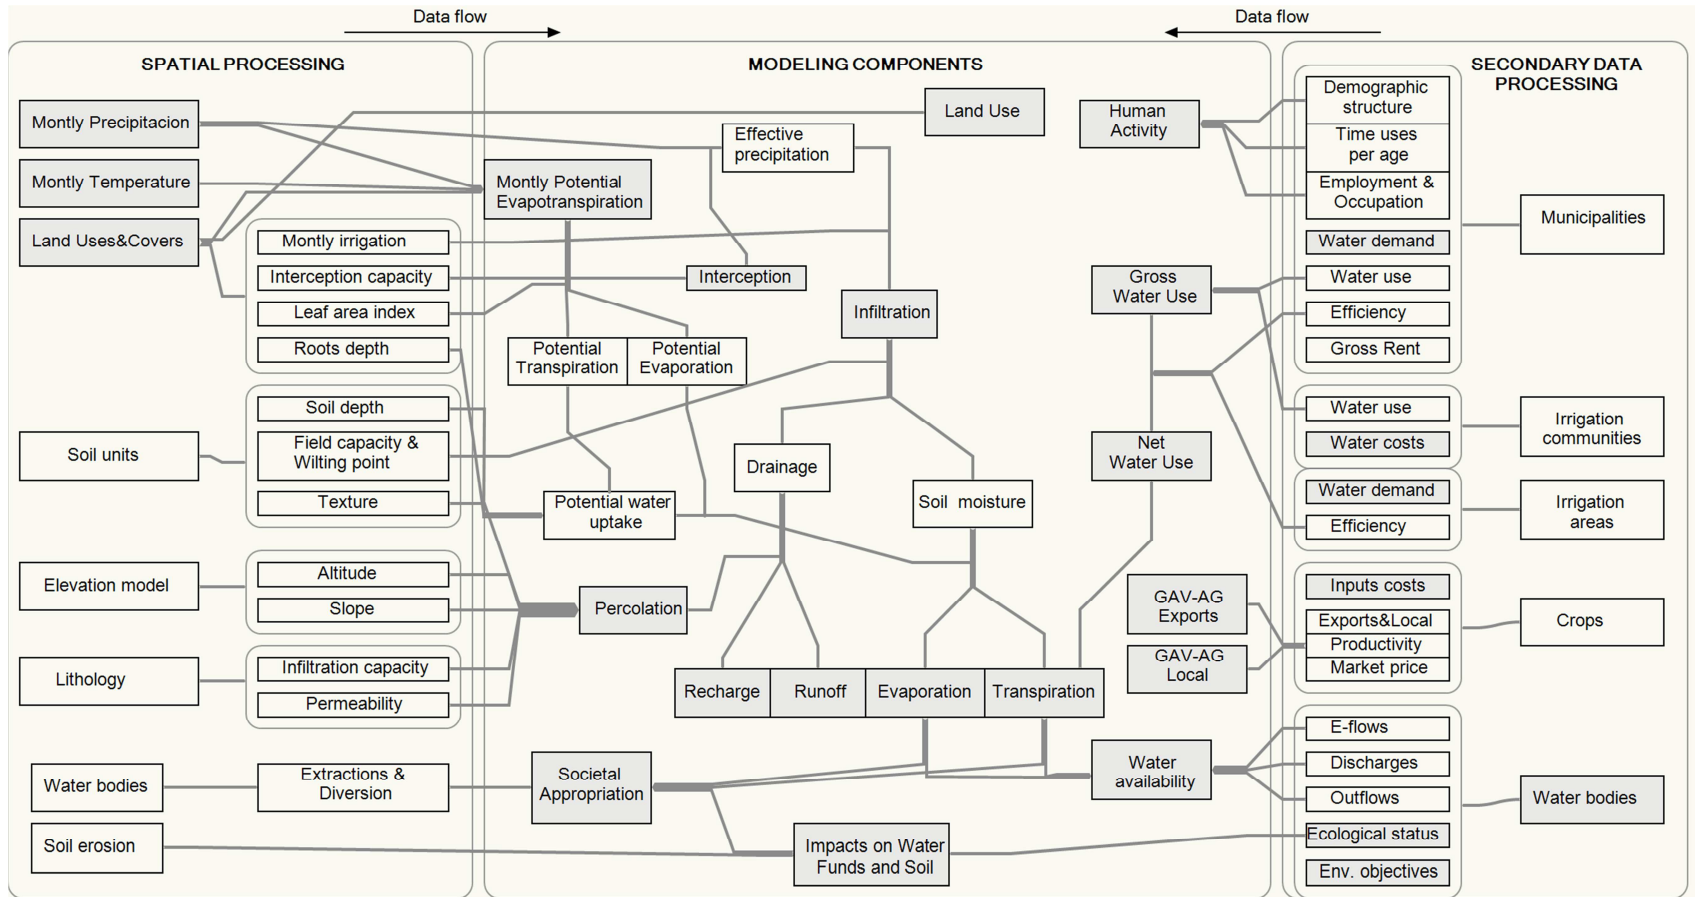 Data flow
Data flow
SPATIAL PROCESSING
MODELING COMPONENTS
SECONDARY DATA
PROCESSING
Montly Precipitacion
Montly Temperature
Land Uses&Covers
Montly irrigation
Interception capacity
Leaf area index
Roots depth
Soil units
Soil depth
Field capacity &
Wilting point
Texture
Elevation model
Altitude
Slope
Lithology
Infiltration capacity
Permeability
Water bodies
Extractions &
Diversion
Soil erosion
Land Use
Effective
precipitation
Montly Potential
Evapotranspiration
Interception
Infiltration
Potential
Transpiration
Potential
Evaporation
Drainage
Soil moisture
Potential water
uptake
Percolation
Recharge
Runoff
Evaporation
Transpiration
Societal
Appropriation
Impacts on Water
Funds and Soil
Human
Activity
Gross
Water Use
Net
Water Use
GAV-AG
Exports
GAV-AG
Local
Water
availability
Demographic
structure
Time uses
per age
Employment &
Occupation
Water demand
Water use
Efficiency
Gross Rent
Municipalities
Water use
Water costs
Irrigation
communities
Water demand
Efficiency
Irrigation
areas
Inputs costs
Exports&Local
Productivity
Market price
Crops
E-flows
Discharges
Outflows
Ecological status
Env. objectives
Water bodies